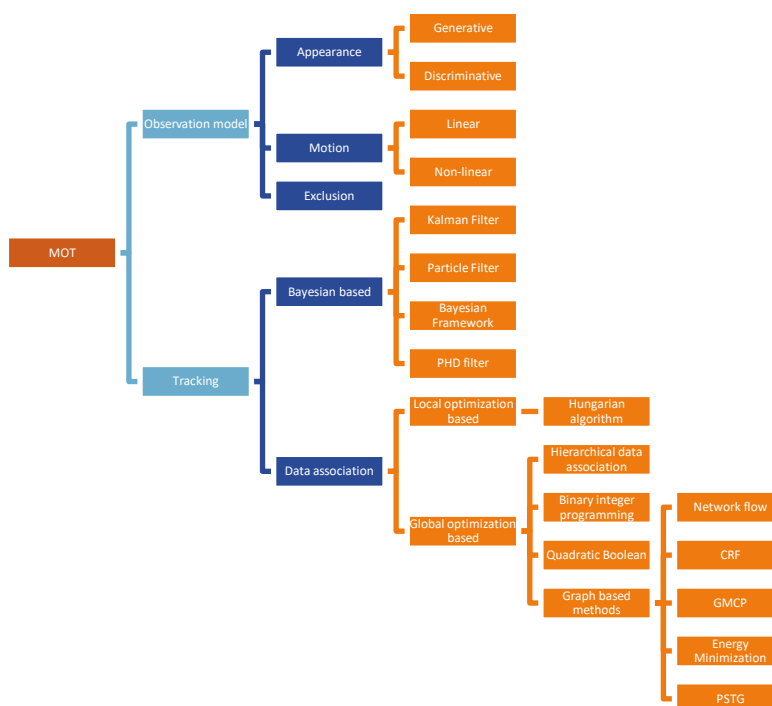 MOT
Observation model
Appearance
Generative
Discriminative
Motion
Linear
Non-linear
Exclusion
Tracking
Bayesian based
Kalman Filter
Particle Filter
Bayesian
Framework
PHD filter
Data association
Local optimization
based
Hungarian
algorithm
Global optimization
based
Hierarchical data
association
Binary integer
programming
Quadratic Boolean
Graph based
methods
Network flow
CRF
GMCP
Energy
Minimization
PSTG